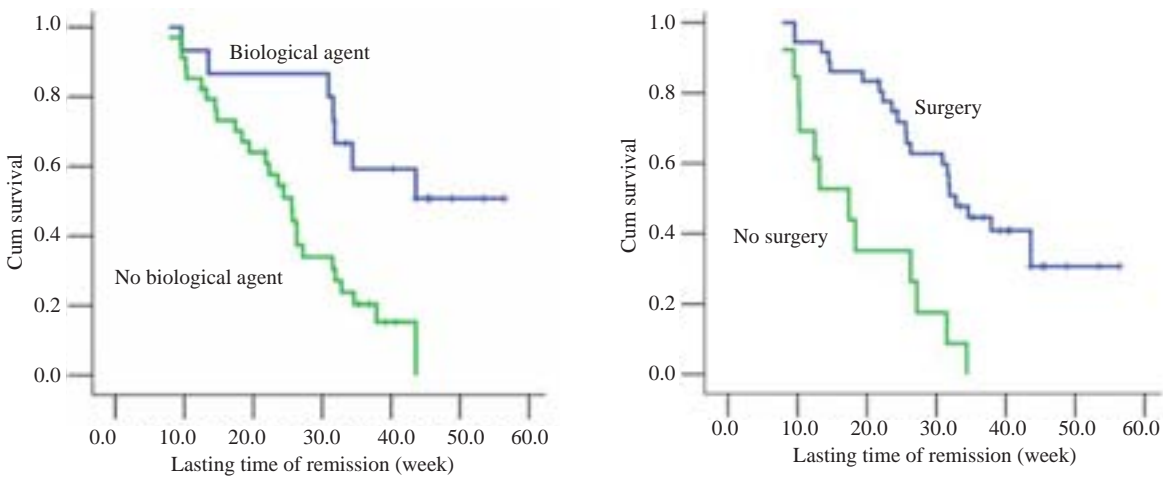 1.0
0.8
0.6
0.4
0.2
0.0
Cum survival
Biological agent
No biological agent
0.0 10.0 20.0 30.0 40.0 50.0 60.0
Lasting time of remission (week)
1.0
0.8
0.6
0.4
0.2
0.0
Cum survival
Surgery
No surgery
0.0 10.0 20.0 30.0 40.0 50.0 60.0
Lasting time of remission (week)